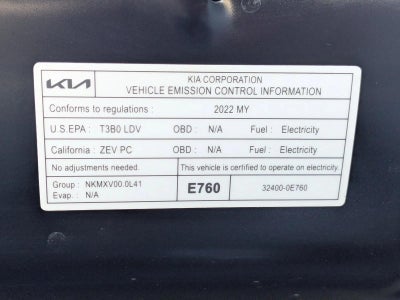 KIA KIA CORPORATION
VEHICLE EMISSION CONTROL INFORMATION
Conforms to regulations : 2022 MY
U.S.EPA : T3B0 LDV OBD : N/A Fuel : Electricity
California : ZEV PC OBD : N/A Fuel : Electricity
No adjustments needed. This vehicle is certified to operate on electricity.
Group : NKMXV00.0L41 E760 32400-0E760
Evap. : N/A